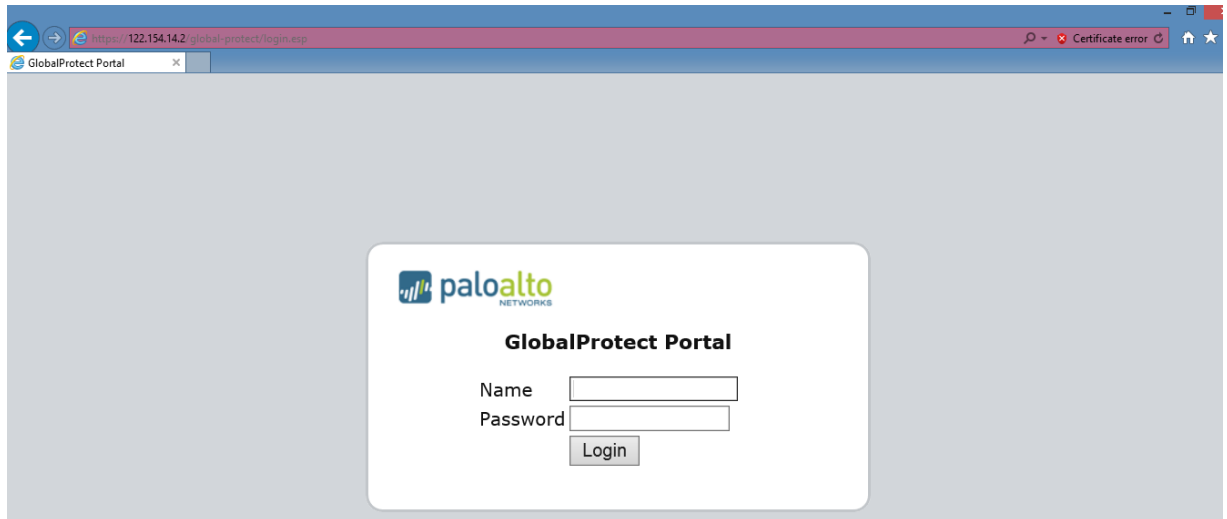 https://122.154.14.2/global-protect/login.esp
Certificate error
GlobalProtect Portal
paloalto
NETWORKS
GlobalProtect Portal
Name
Password
Login